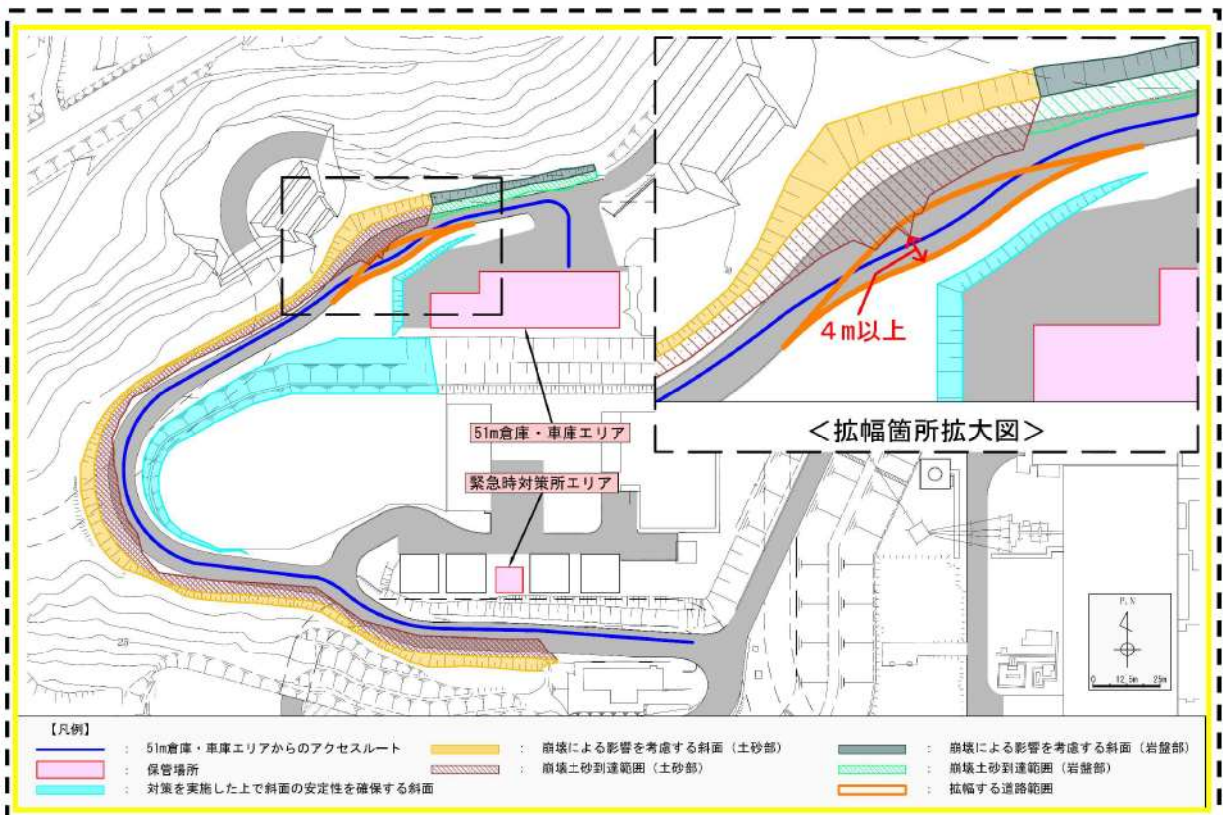 4m以上
<拡幅箇所拡大図>
51m倉庫・車庫エリア
緊急時対策所エリア
25
P.N
0 12.5m 25m
【凡例】
: 51m倉庫・車庫エリアからのアクセスルート
: 保管場所
: 対策を実施した上で斜面の安定性を確保する斜面
: 崩壊による影響を考慮する斜面(土砂部)
: 崩壊土砂到達範囲(土砂部)
: 崩壊による影響を考慮する斜面(岩盤部)
: 崩壊土砂到達範囲(岩盤部)
: 拡幅する道路範囲